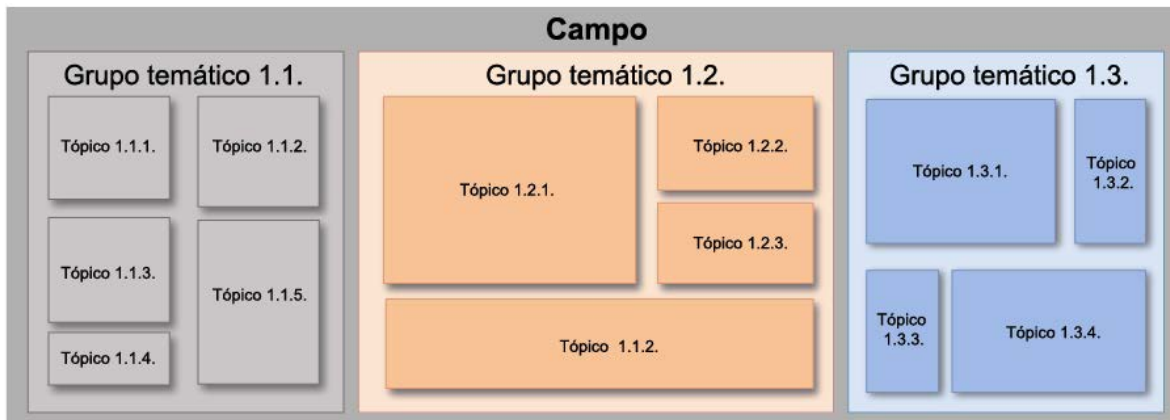 Campo
Grupo temático 1.1.
Tópico 1.1.1.
Tópico 1.1.2.
Tópico 1.1.3.
Tópico 1.1.5.
Tópico 1.1.4.
Grupo temático 1.2.
Tópico 1.2.1.
Tópico 1.2.2.
Tópico 1.2.3.
Tópico 1.1.2.
Grupo temático 1.3.
Tópico 1.3.1.
Tópico
1.3.2.
Tópico
1.3.3.
Tópico 1.3.4.